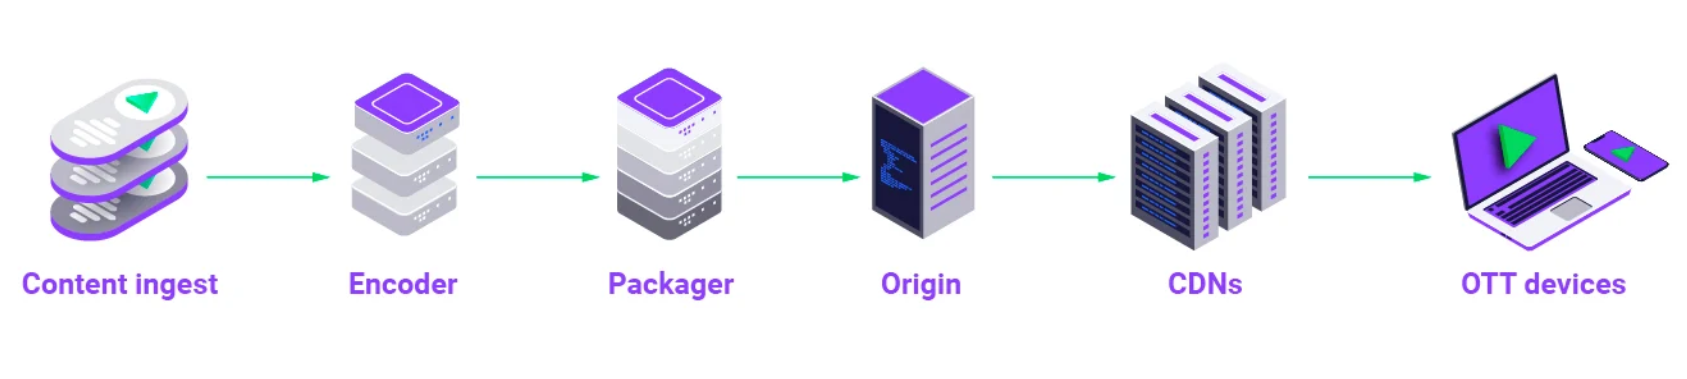 Content ingest
Encoder
Packager
Origin
CDNs
OTT devices